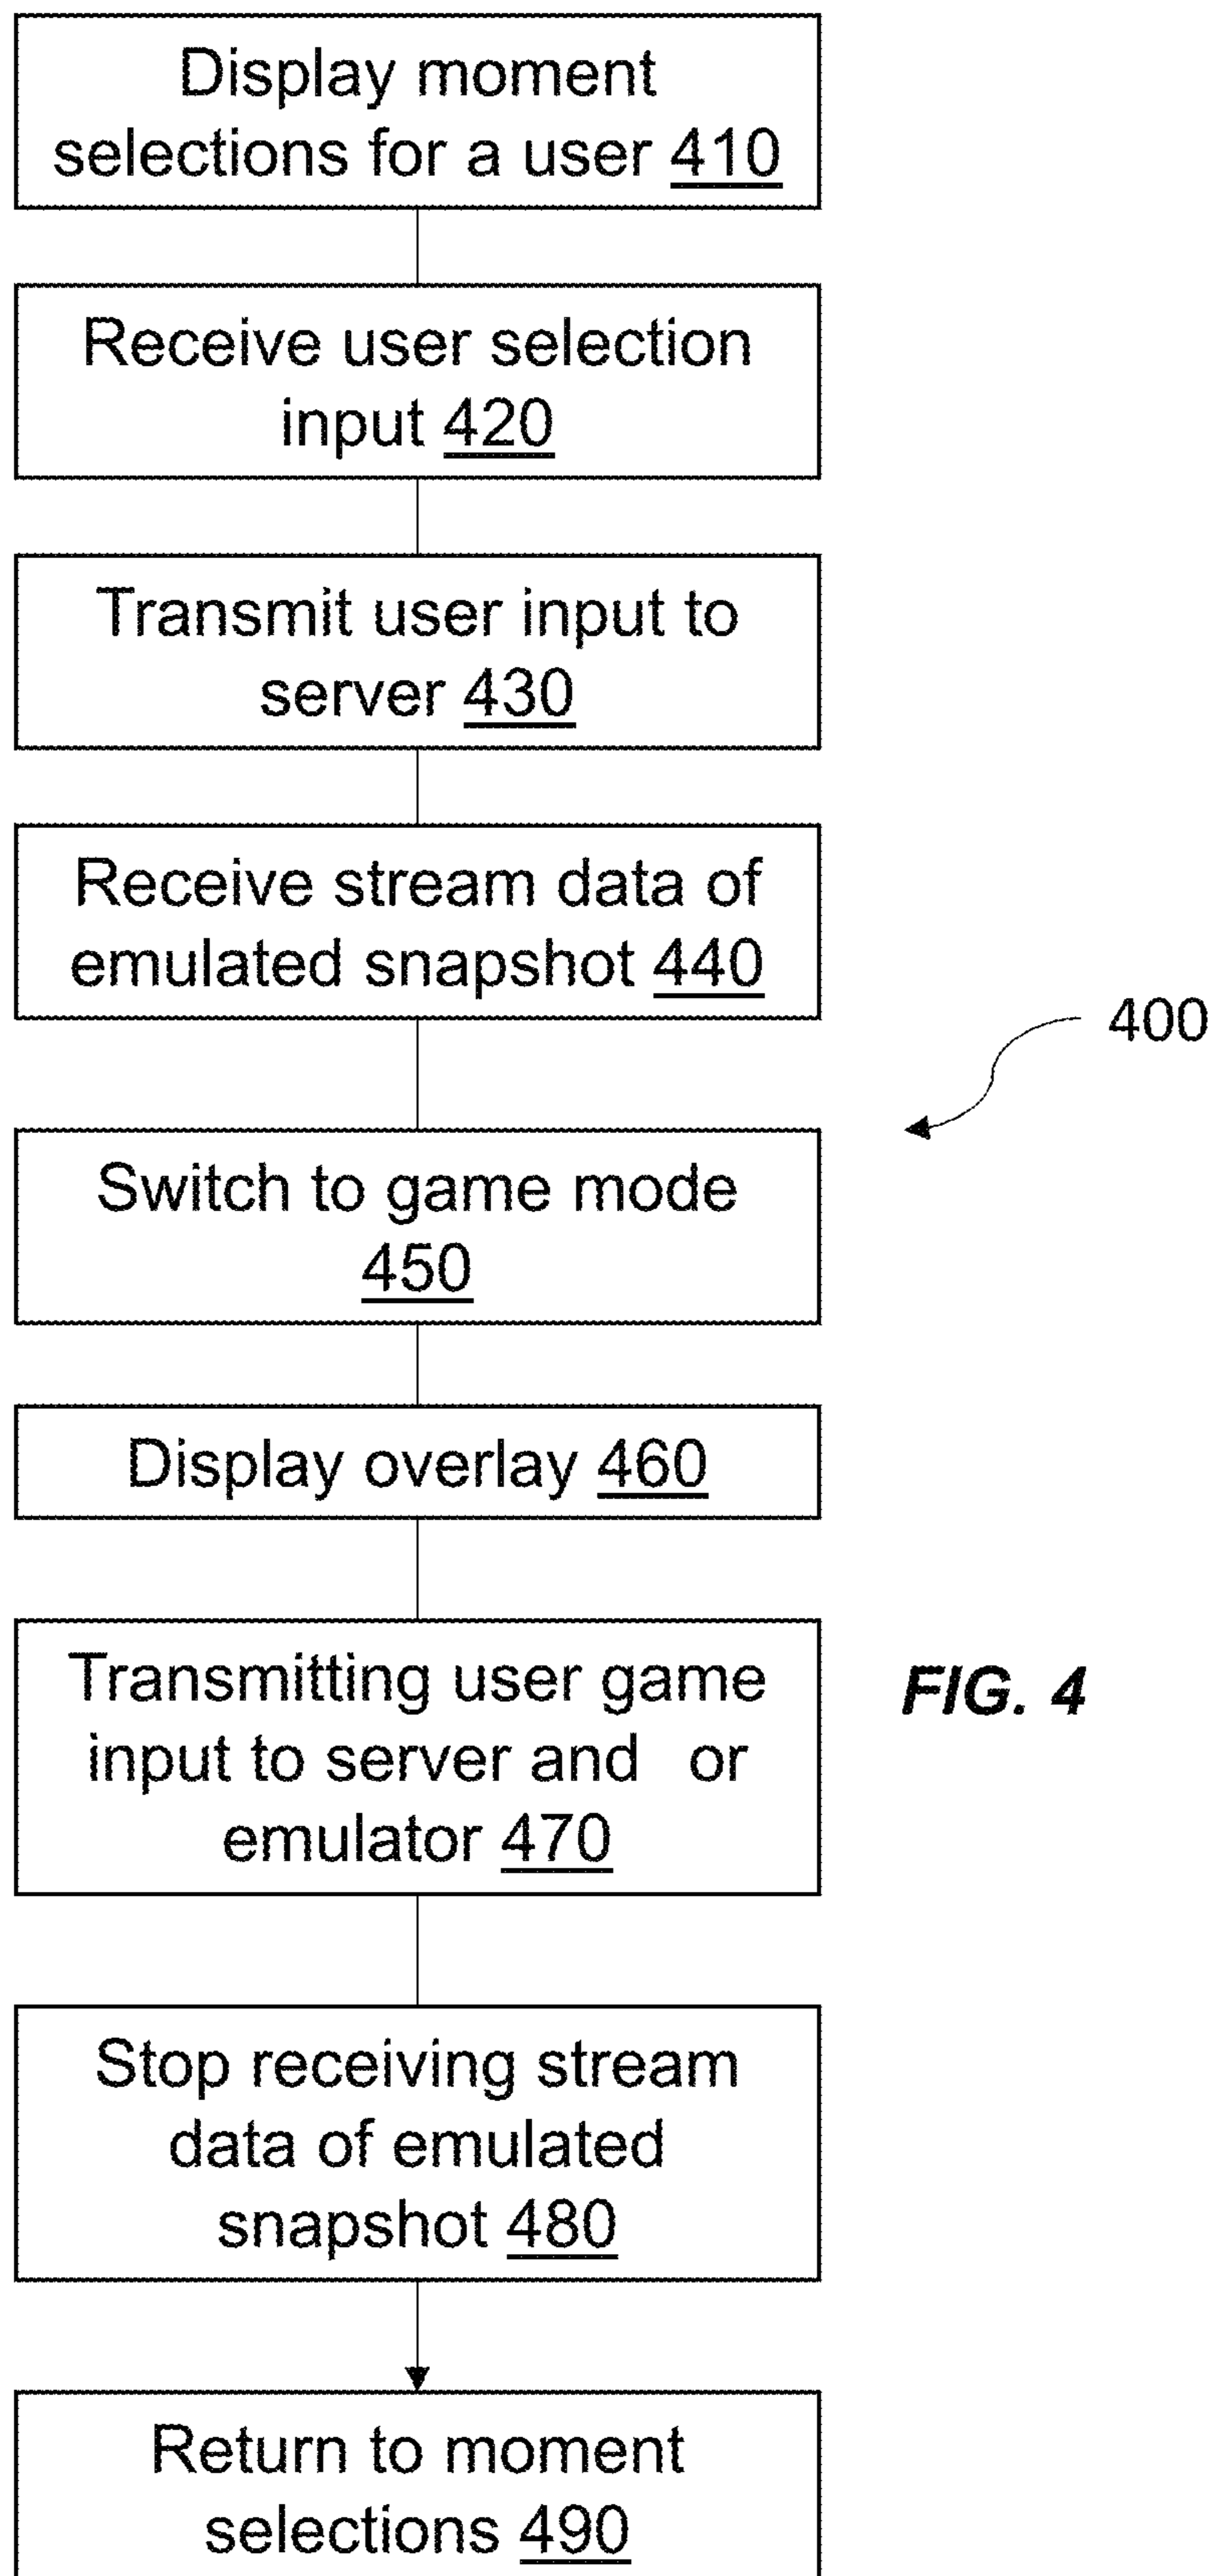 Display moment
selections for a user 410
Receive user selection
input 420
Transmit user input to
server 430
Receive stream data of
emulated snapshot 440
400
Switch to game mode
450
Display overlay 460
Transmitting user game
input to server and or
emulator 470
FIG. 4
Stop receiving stream
data of emulated
snapshot 480
Return to moment
selections 490